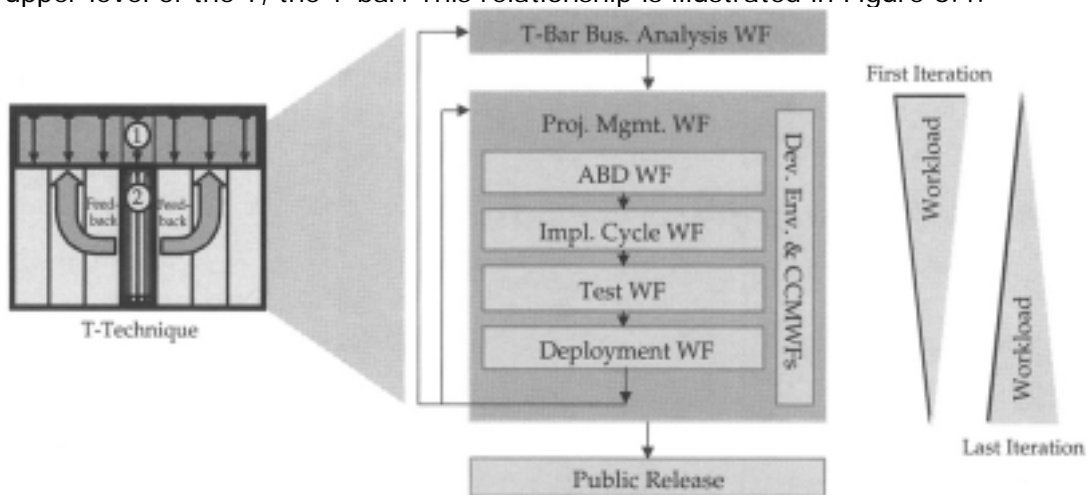 upper level of the T, the T-bar. This relationship is illustrated in Figure 3.4.
T-Bar Bus. Analysis WF
First Iteration
1
Proj. Mgmt. WF
ABD WF
2
Feed-
back
Feed-
back
Impl. Cycle WF
Test WF
Deployment WF
Dev. Env. & CCMWFs
Workload
Workload
T-Technique
Last Iteration
Public Release